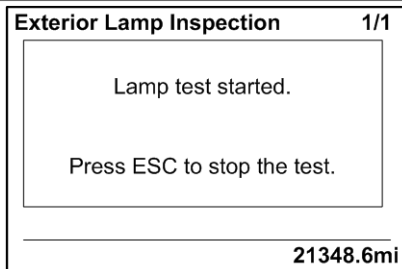 Exterior Lamp Inspection 1/1
Lamp test started.
Press ESC to stop the test.
21348.6mi